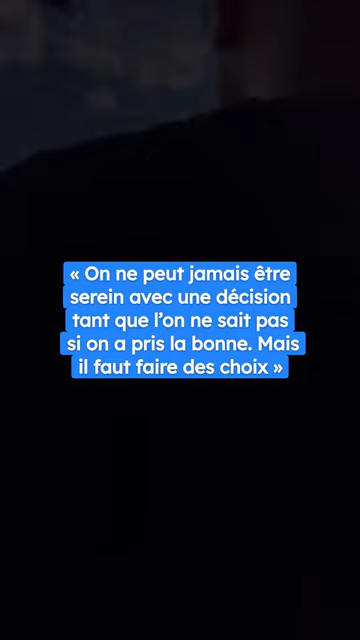 « On ne peut jamais être
serein avec une décision
tant que l’on ne sait pas
si on a pris la bonne. Mais
il faut faire des choix »